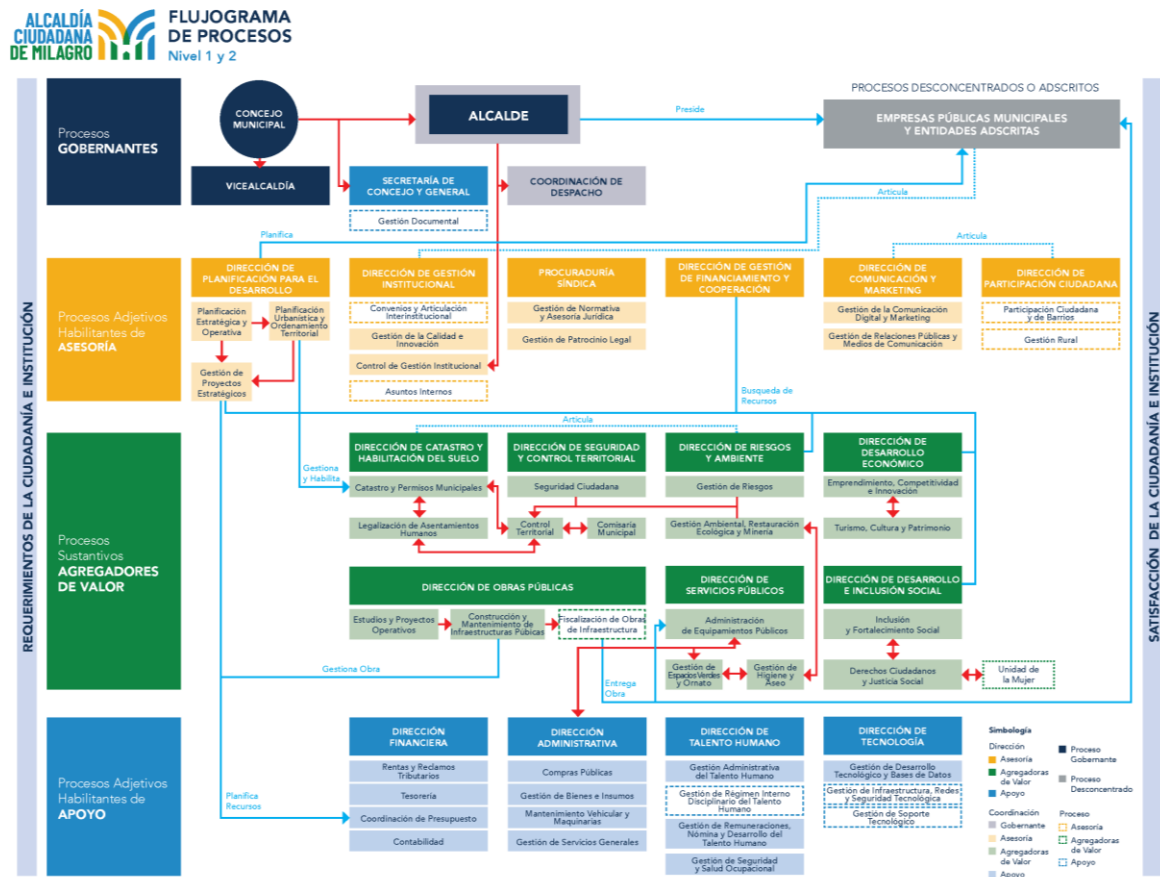 ALCALDÍA
CIUDADANA
DE MILAGRO
FLUJOGRAMA
DE PROCESOS
Nivel 1 y 2
REQUERIMIENTOS DE LA CIUDADANÍA E INSTITUCIÓN
SATISFACCIÓN DE LA CIUDADANÍA E INSTITUCIÓN
Procesos
GOBERNANTES
CONCEJO
MUNICIPAL
ALCALDE
Preside
PROCESOS DESCONCENTRADOS O ADSCRITOS
EMPRESAS PÚBLICAS MUNICIPALES
Y ENTIDADES ADSCRITAS
VICEALCALDÍA
SECRETARÍA DE
CONCEJO Y GENERAL
Gestión Documental
COORDINACIÓN DE
DESPACHO
Articula
Planifica
Articula
Procesos Adjetivos
Habilitantes de
ASESORÍA
DIRECCIÓN DE
PLANIFICACIÓN PARA EL
DESARROLLO
Planificación
Estratégica y
Operativa
Planificación
Urbanística y
Ordenamiento
Territorial
Gestión de
Proyectos
Estratégicos
DIRECCIÓN DE GESTIÓN
INSTITUCIONAL
Convenios y Articulación
Interinstitucional
Gestión de la Calidad e
Innovación
Control de Gestión Institucional
Asuntos Internos
PROCURADURÍA
SÍNDICA
Gestión de Normativa
y Asesoría Jurídica
Gestión de Patrocinio Legal
DIRECCIÓN DE GESTIÓN
DE FINANCIAMIENTO Y
COOPERACIÓN
DIRECCIÓN DE
COMUNICACIÓN Y
MARKETING
Gestión de la Comunicación
Digital y Marketing
Gestión de Relaciones Públicas y
Medios de Comunicación
DIRECCIÓN DE
PARTICIPACIÓN CIUDADANA
Participación Ciudadana
y de Barrios
Gestión Rural
Busqueda de
Recursos
Articula
Gestiona
y Habilita
Procesos
Sustantivos
AGREGADORES
DE VALOR
DIRECCIÓN DE CATASTRO Y
HABILITACIÓN DEL SUELO
Catastro y Permisos Municipales
Legalización de Asentamientos
Humanos
DIRECCIÓN DE SEGURIDAD
Y CONTROL TERRITORIAL
Seguridad Ciudadana
Control
Territorial
Comisaría
Municipal
DIRECCIÓN DE RIESGOS
Y AMBIENTE
Gestión de Riesgos
Gestión Ambiental, Restauración
Ecológica y Minería
DIRECCIÓN DE
DESARROLLO
ECONÓMICO
Emprendimiento, Competitividad
e Innovación
Turismo, Cultura y Patrimonio
DIRECCIÓN DE OBRAS PÚBLICAS
Estudios y Proyectos
Operativos
Construcción y
Mantenimiento de
Infraestructuras Púbicas
Fiscalización de Obras
de Infraestructura
DIRECCIÓN DE
SERVICIOS PÚBLICOS
Administración
de Equipamientos Públicos
Gestión de
Espacios Verdes
y Ornato
Gestión de
Higiene y
Aseo
DIRECCIÓN DE DESARROLLO
E INCLUSIÓN SOCIAL
Inclusión
y Fortalecimiento Social
Derechos Ciudadanos
y Justicia Social
Unidad de
la Mujer
Gestiona Obra
Entrega
Obra
Planifica
Recursos
Procesos Adjetivos
Habilitantes de
APOYO
DIRECCIÓN
FINANCIERA
Rentas y Reclamos
Tributarios
Tesorería
Coordinación de Presupuesto
Contabilidad
DIRECCIÓN
ADMINISTRATIVA
Compras Públicas
Gestión de Bienes e Insumos
Mantenimiento Vehicular y
Maquinarias
Gestión de Servicios Generales
DIRECCIÓN DE
TALENTO HUMANO
Gestión Administrativa
del Talento Humano
Gestión de Régimen Interno
Disciplinario del Talento
Humano
Gestión de Remuneraciones,
Nómina y Desarrollo del
Talento Humano
Gestión de Seguridad
y Salud Ocupacional
DIRECCIÓN DE
TECNOLOGÍA
Gestión de Desarrollo
Tecnológico y Bases de Datos
Gestión de Infraestructura, Redes
y Seguridad Tecnológica
Gestión de Soporte
Tecnológico
Simbología
Dirección
Asesoría
Agregadoras
de Valor
Apoyo
Proceso
Gobernante
Proceso
Desconcentrado
Coordinación
Gobernante
Asesoría
Agregadoras
de Valor
Apoyo
Proceso
Asesoría
Agregadoras
de Valor
Apoyo